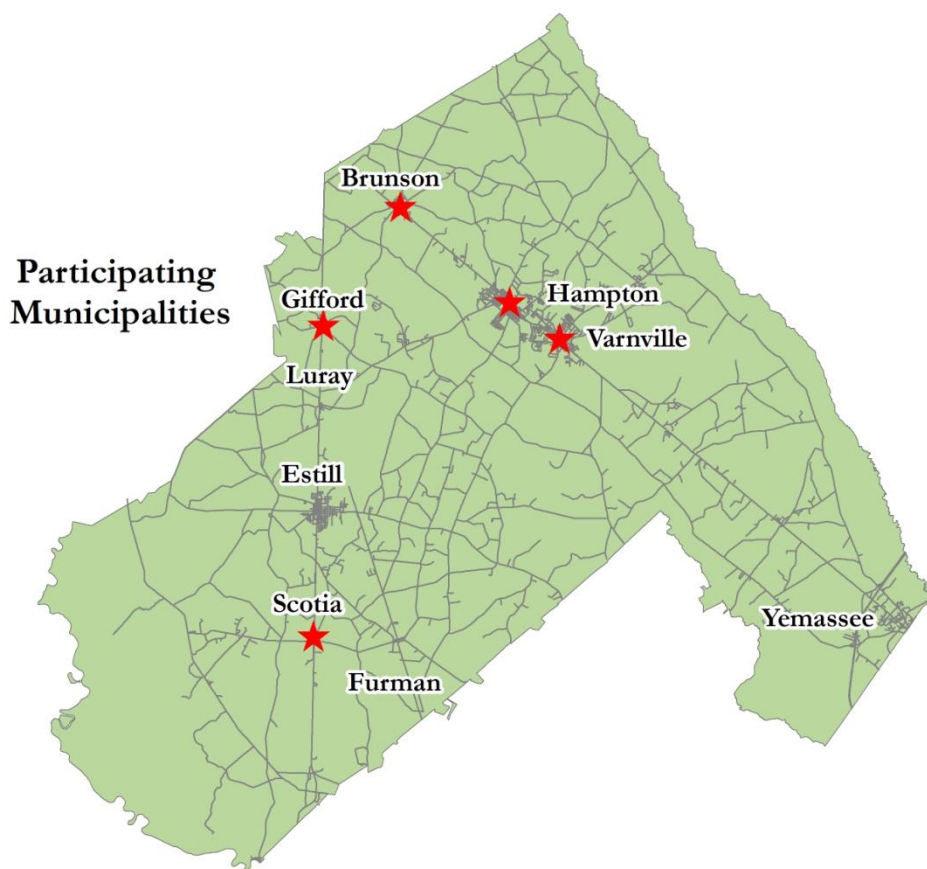 Participating
Municipalities
Brunson
Gifford
Hampton
Varnville
Luray
Estill
Scotia
Yemassee
Furman